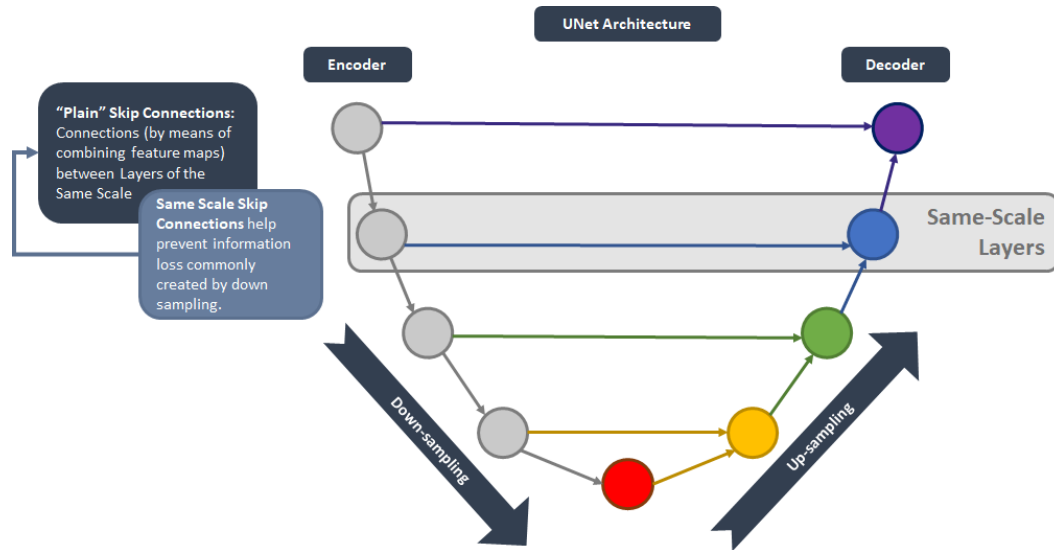 UNet Architecture
Encoder
Decoder
“Plain” Skip Connections:
Connections (by means of
combining feature maps)
between Layers of the
Same Scale
Same Scale Skip
Connections help
prevent information
loss commonly
created by down
sampling.
Same-Scale
Layers
Down-sampling
Up-sampling